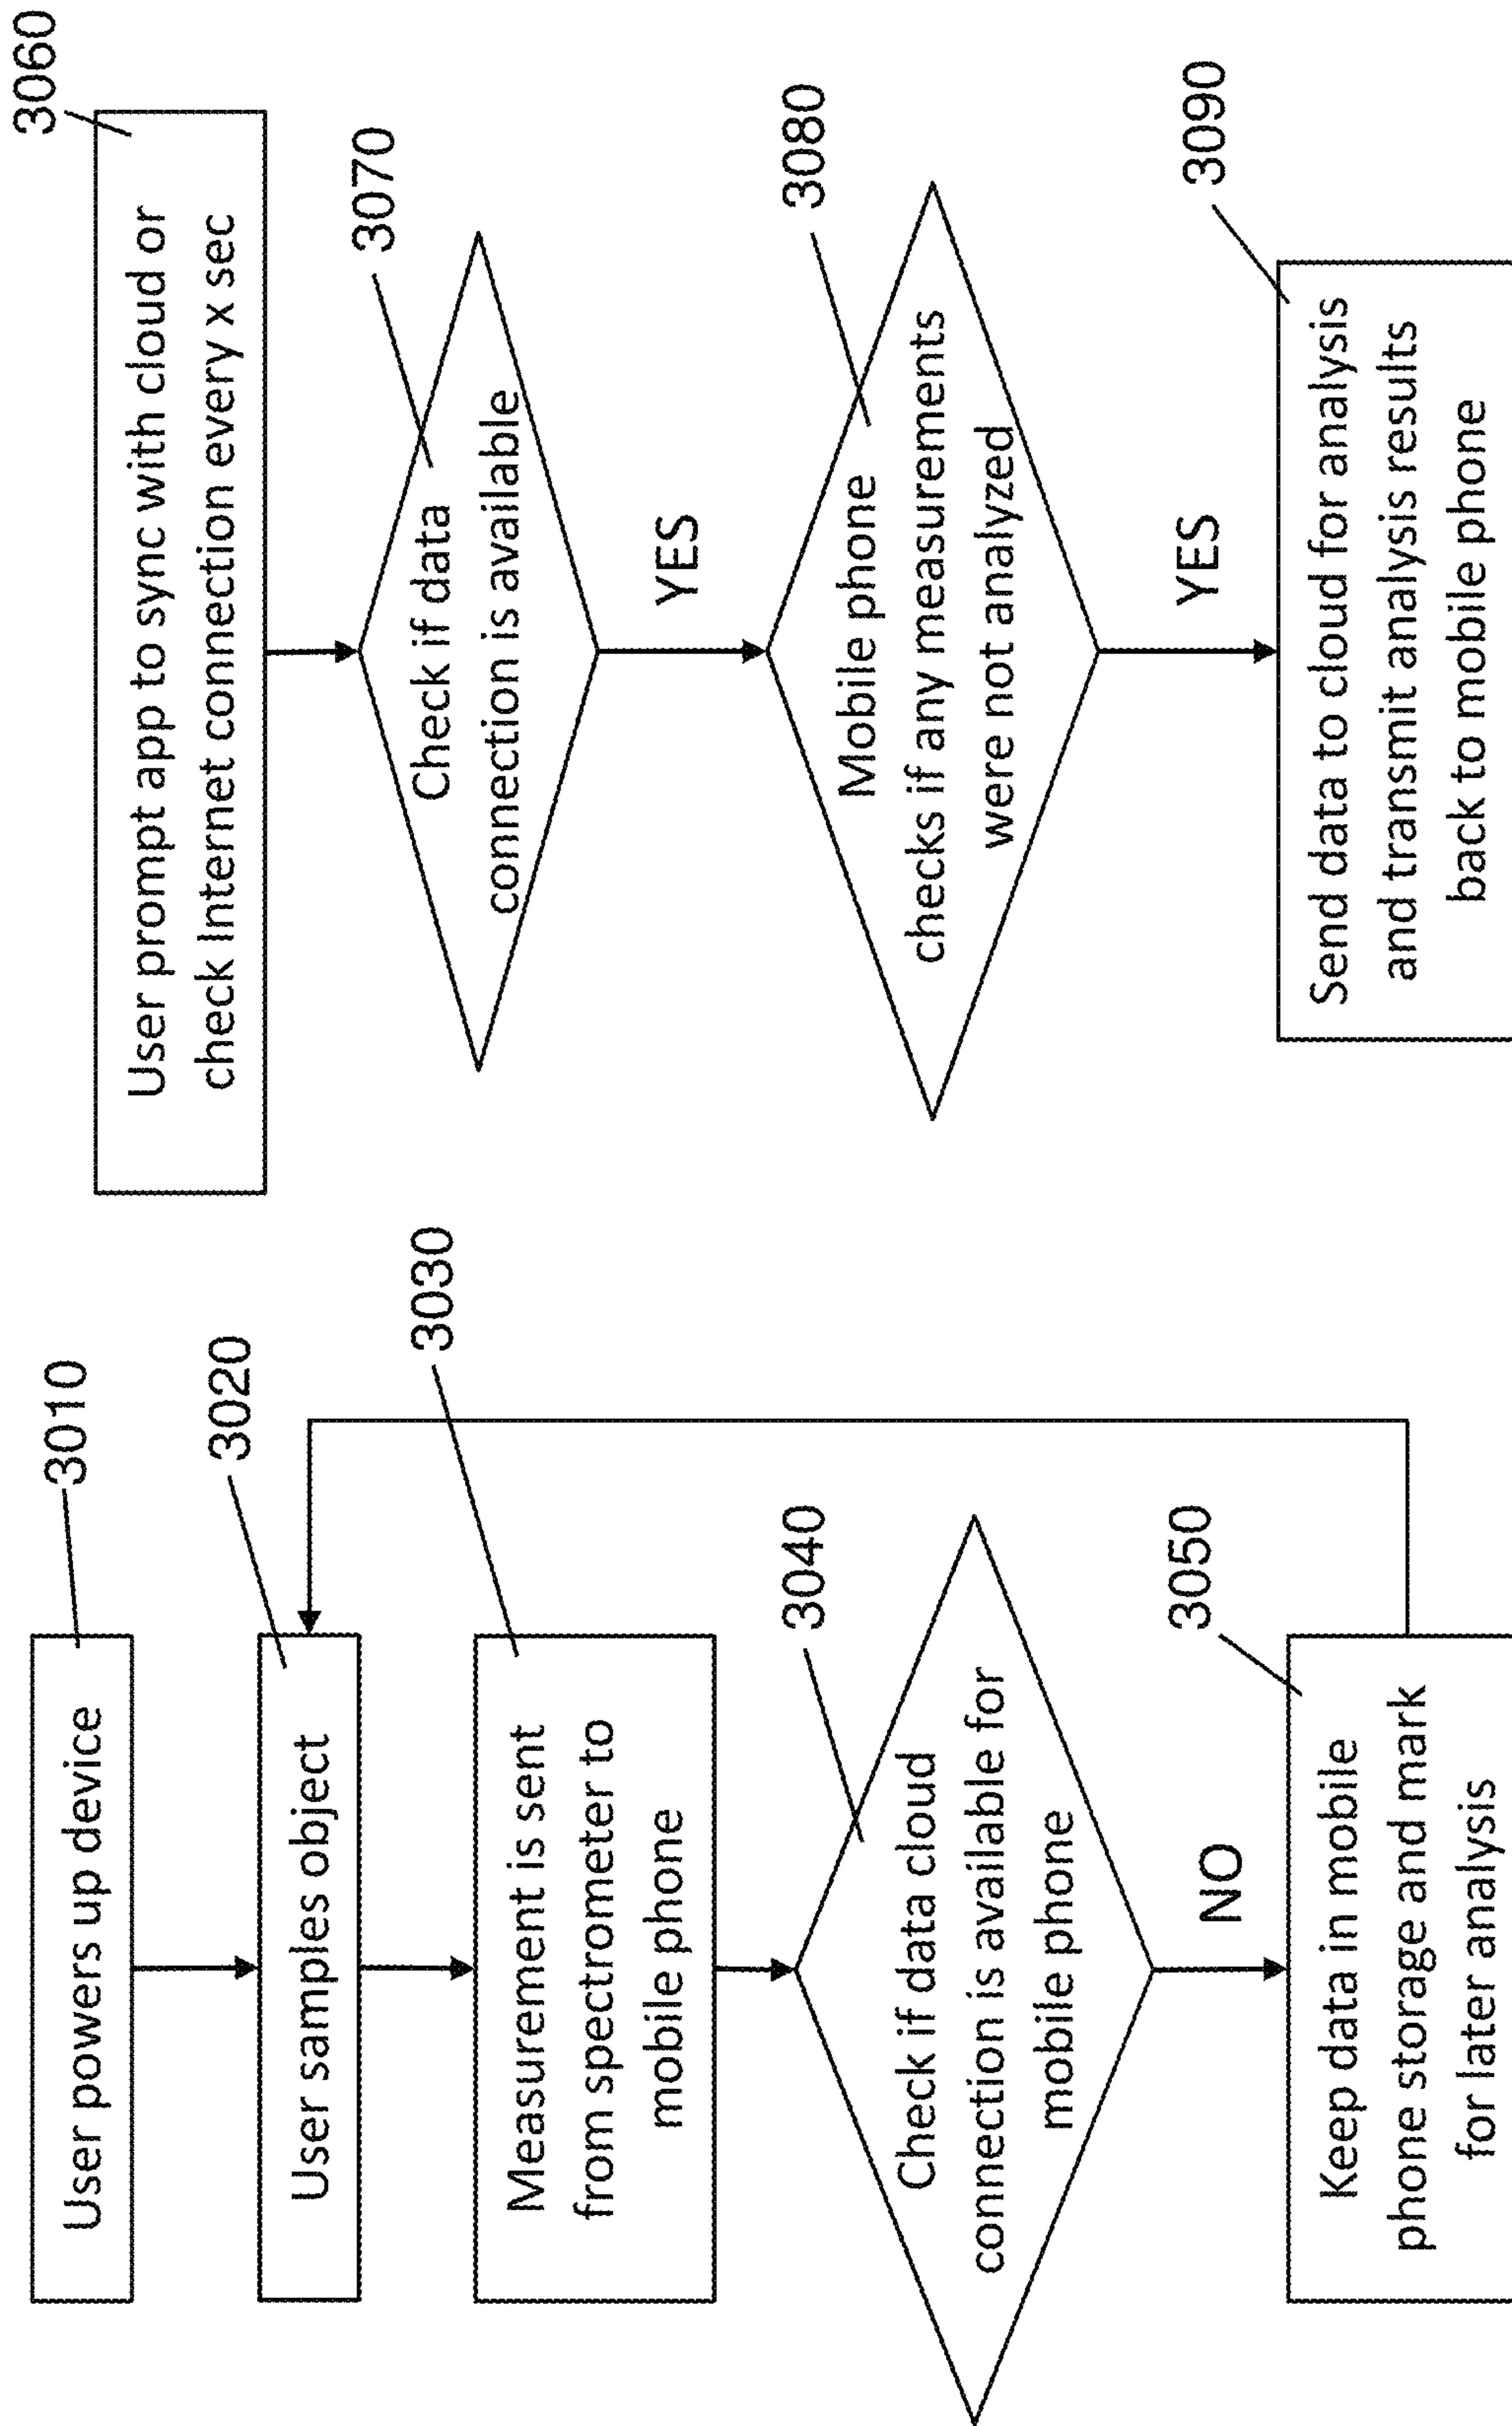 3010
User powers up device
3020
User samples object
3030
Measurement is sent
from spectrometer to
mobile phone
3040
Check if data cloud
connection is available for
mobile phone
NO
3050
Keep data in mobile
phone storage and mark
for later analysis
3060
User prompt app to sync with cloud or
check Internet connection every x sec
3070
Check if data
connection is available
YES
3080
Mobile phone
checks if any measurements
were not analyzed
YES
3090
Send data to cloud for analysis
and transmit analysis results
back to mobile phone